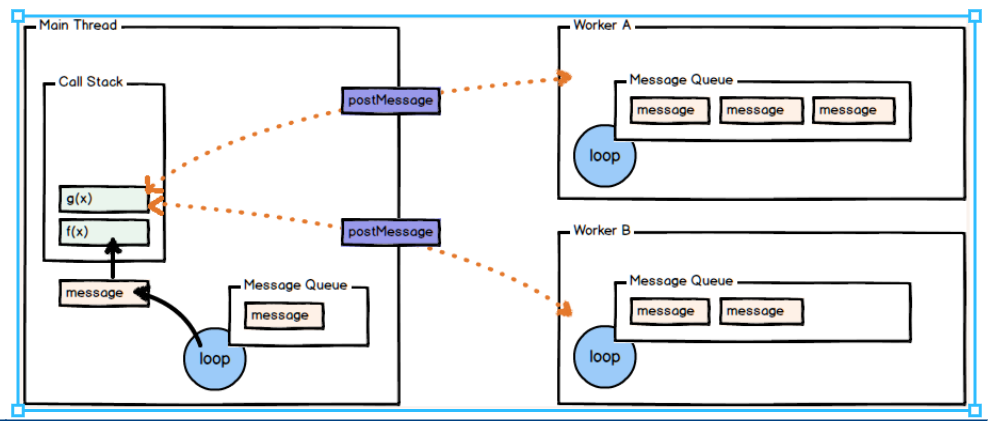 Main Thread
Call Stack
g(x)
f(x)
message
Message Queue
message
loop
postMessage
postMessage
Worker A
Message Queue
message message message
loop
Worker B
Message Queue
message message
loop